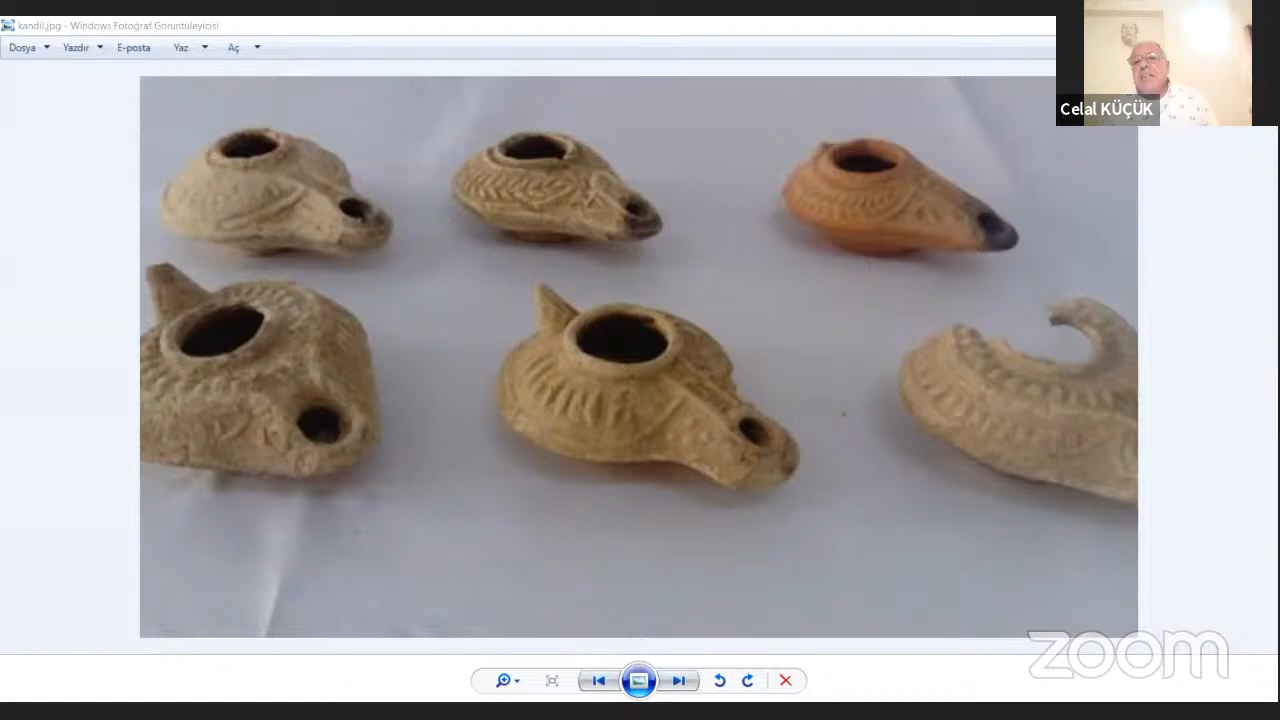 kandil.jpg - Windows Fotoğraf Görüntüleyicisi
Dosya Yazdır E-posta Yaz Aç
Celal KÜÇÜK
zoom